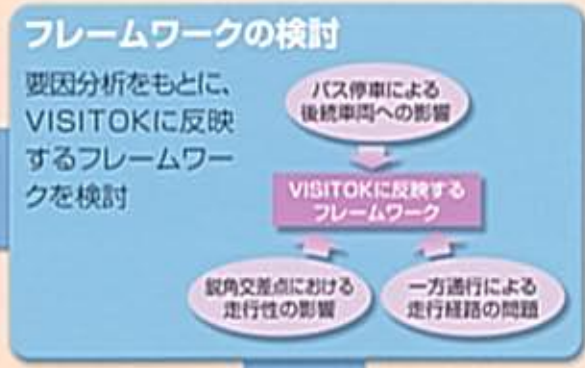 フレームワークの検討
要因分析をもとに、
VISITOKに反映
するフレームワー
クを検討
バス停車による
後続車両への影響
VISITOKに反映する
フレームワーク
鋭角交差点における
走行性の影響
一方通行による
走行経路の問題